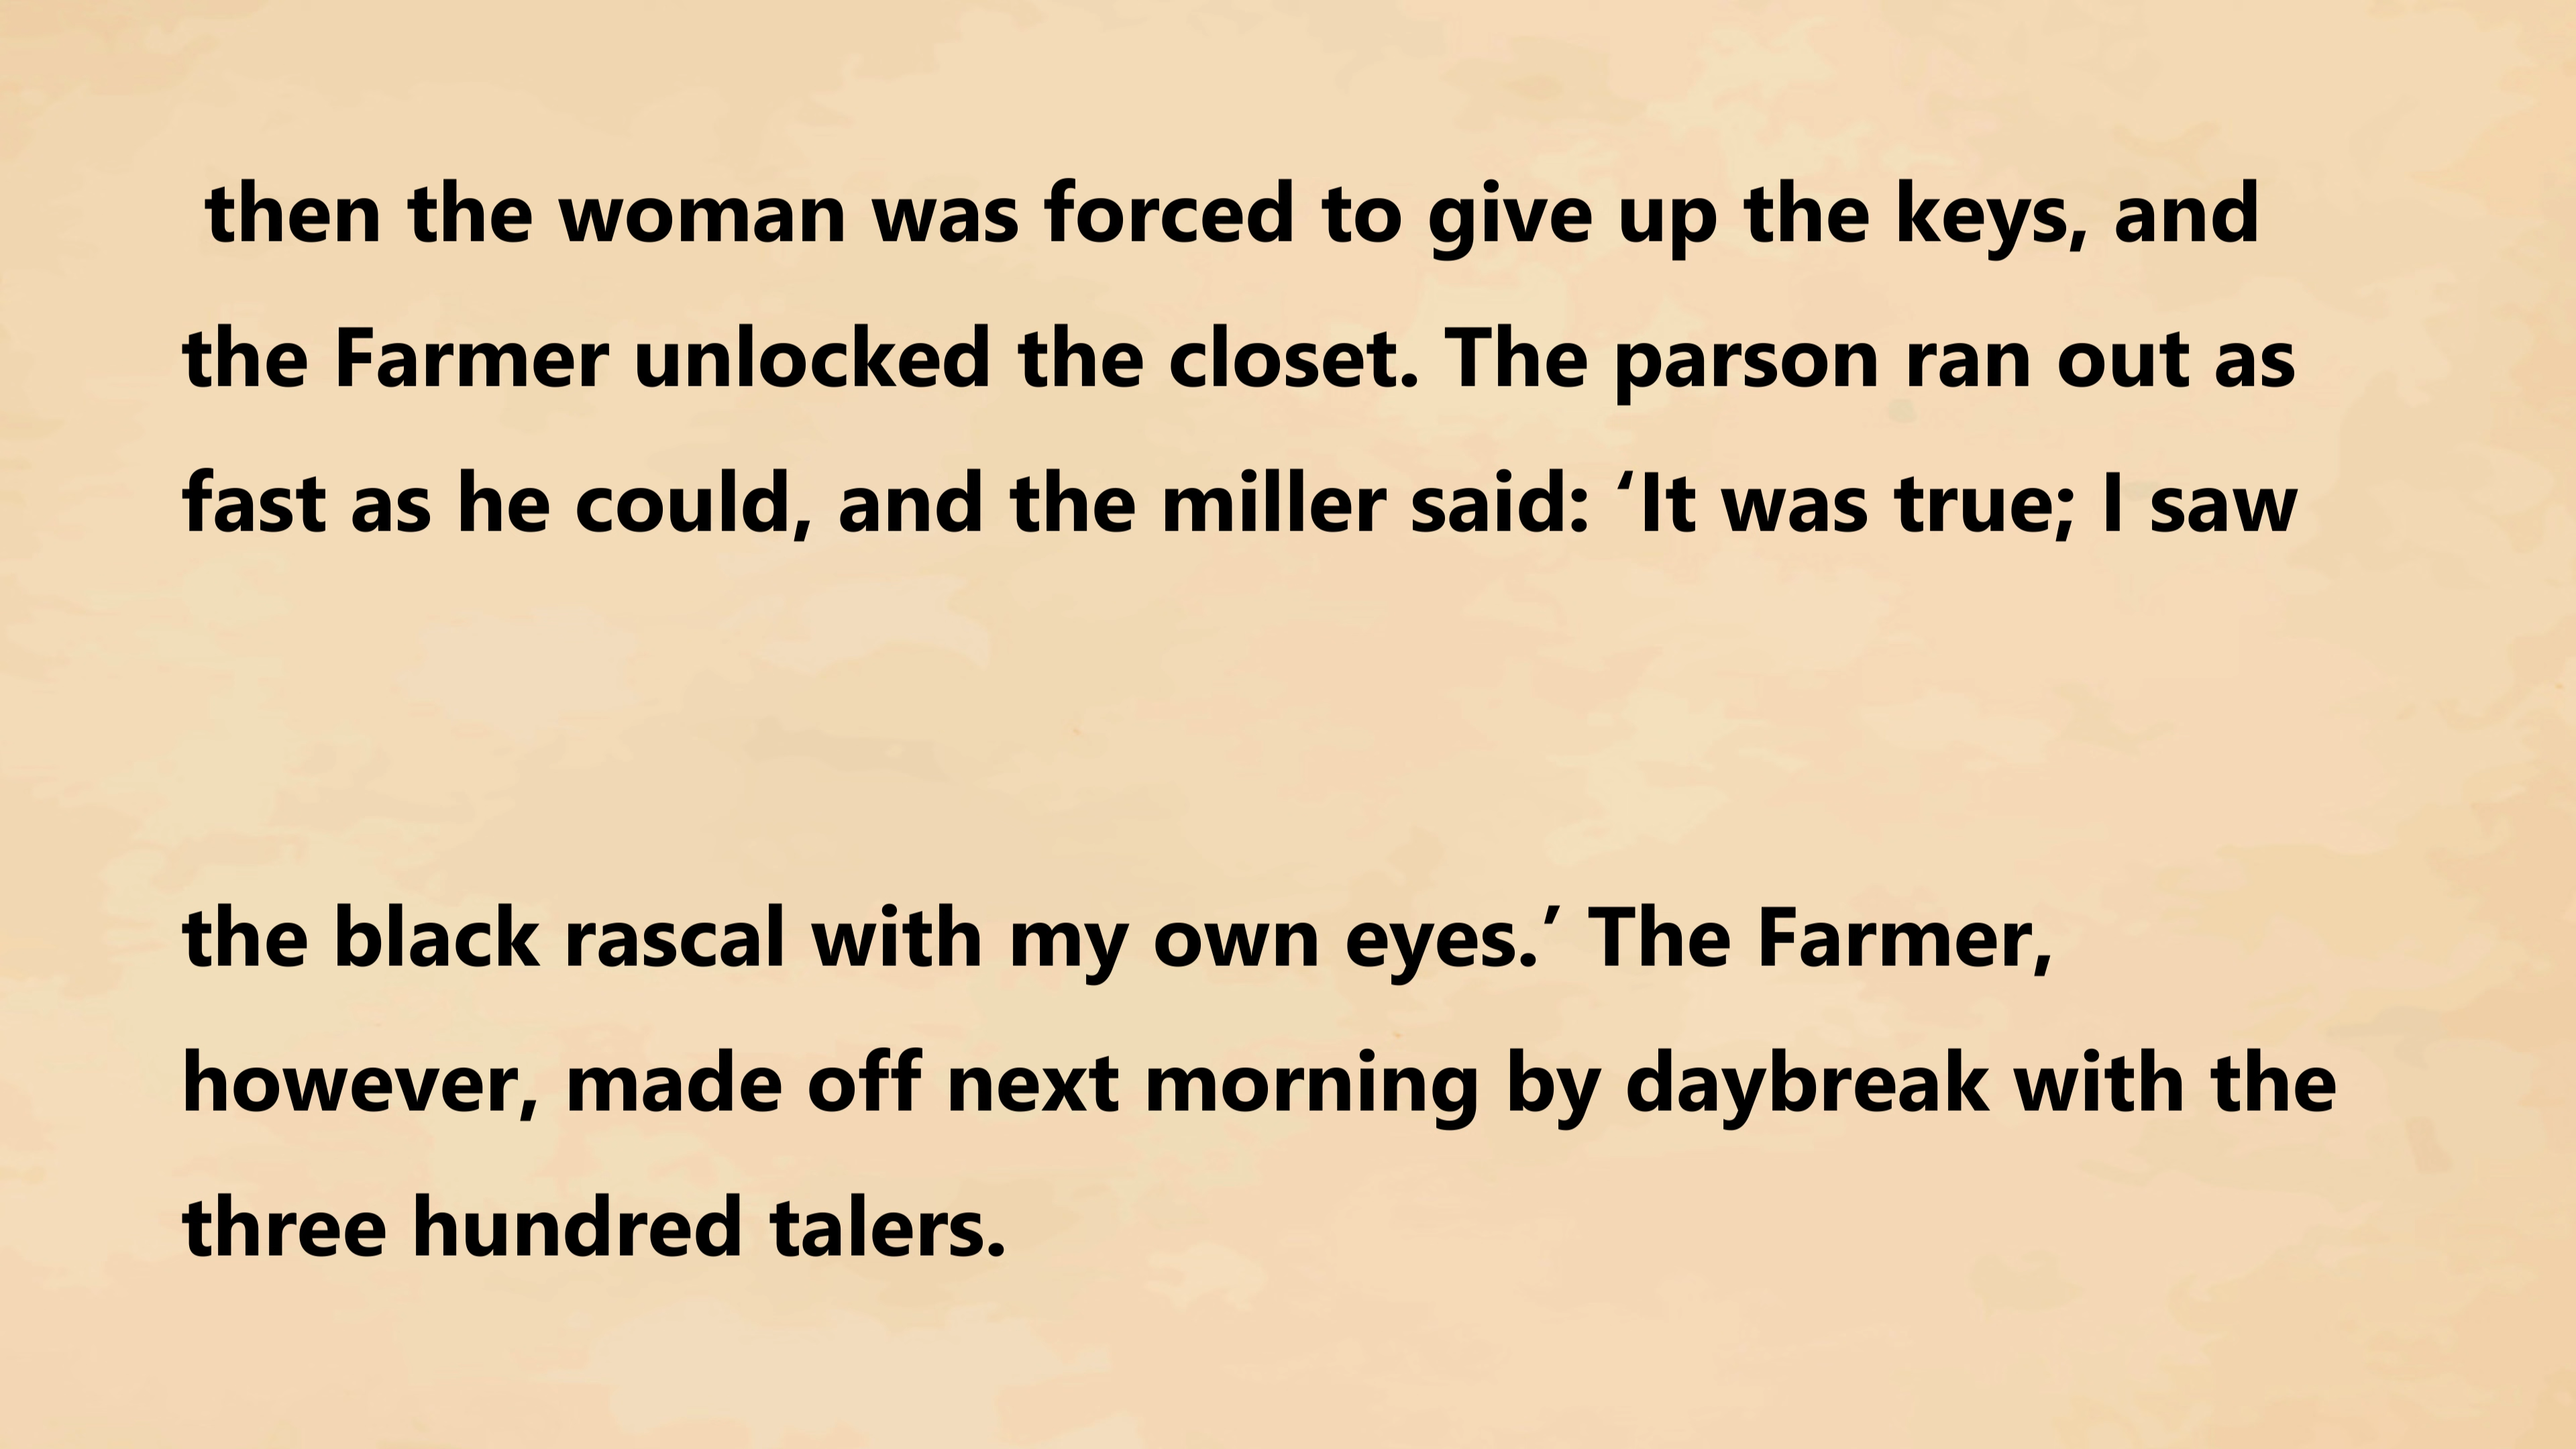 then the woman was forced to give up the keys, and
the Farmer unlocked the closet. The parson ran out as
fast as he could, and the miller said: ‘It was true; I saw
the black rascal with my own eyes.’ The Farmer,
however, made off next morning by daybreak with the
three hundred talers.